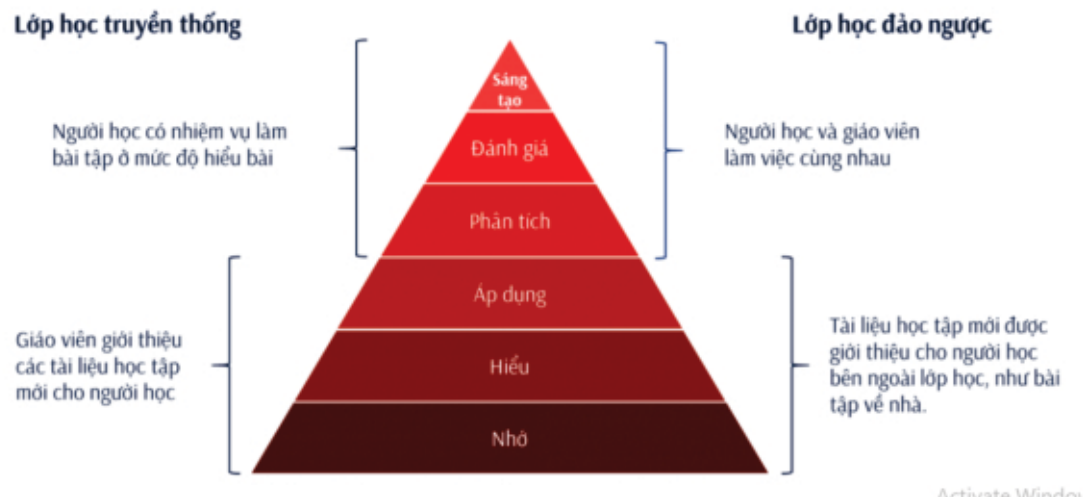 Lớp học truyền thống
Lớp học đảo ngược
Người học có nhiệm vụ làm
bài tập ở mức độ hiểu bài
Sáng
tạo
Đánh giá
Phân tích
Áp dụng
Hiểu
Nhớ
Người học và giáo viên
làm việc cùng nhau
Giáo viên giới thiệu
các tài liệu học tập
mới cho người học
Tài liệu học tập mới được
giới thiệu cho người học
bên ngoài lớp học, như bài
tập về nhà.
Activate Window